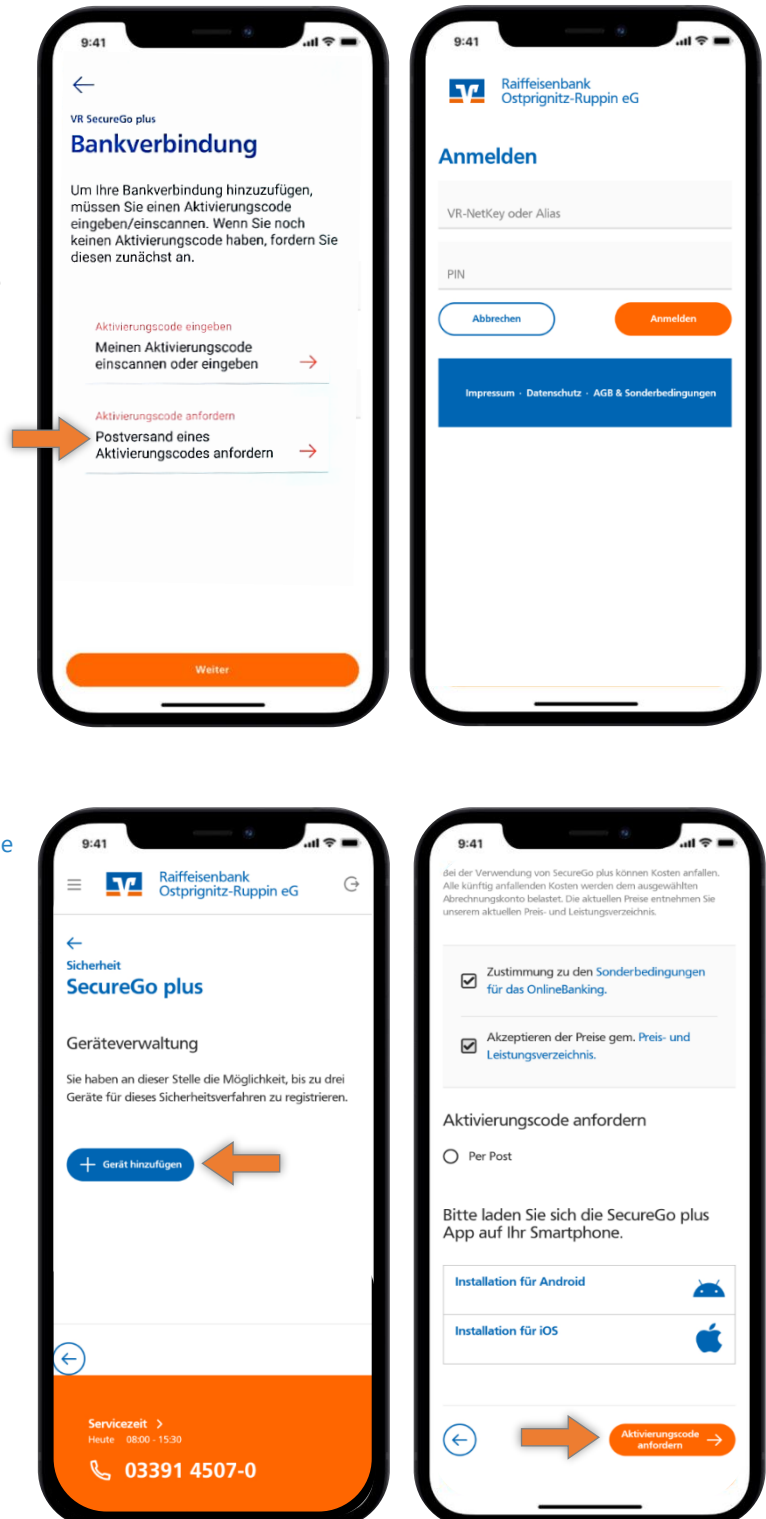 9:41
VR SecureGo plus
Bankverbindung
Um Ihre Bankverbindung hinzuzufügen,
müssen Sie einen Aktivierungscode
eingeben/einscannen. Wenn Sie noch
keinen Aktivierungscode haben, fordern Sie
diesen zunächst an.
Aktivierungscode eingeben
Meinen Aktivierungscode
einscannen oder eingeben
Aktivierungscode anfordern
Postversand eines
Aktivierungscodes anfordern
Weiter
9:41
Raiffeisenbank
Ostprignitz-Ruppin eG
Anmelden
VR-NetKey oder Alias
PIN
Abbrechen
Anmelden
Impressum · Datenschutz · AGB & Sonderbedingungen
e
9:41
Raiffeisenbank
Ostprignitz-Ruppin eG
Sicherheit
SecureGo plus
Geräteverwaltung
Sie haben an dieser Stelle die Möglichkeit, bis zu drei
Geräte für dieses Sicherheitsverfahren zu registrieren.
Gerät hinzufügen
Servicezeit
Heute 08:00 - 15:30
03391 4507-0
9:41
Bei der Verwendung von SecureGo plus können Kosten anfallen.
Alle künftig anfallenden Kosten werden dem ausgewählten
Abrechnungskonto belastet. Die aktuellen Preise entnehmen Sie
unserem aktuellen Preis- und Leistungsverzeichnis.
Zustimmung zu den Sonderbedingungen
für das OnlineBanking.
Akzeptieren der Preise gem. Preis- und
Leistungsverzeichnis.
Aktivierungscode anfordern
Per Post
Bitte laden Sie sich die SecureGo plus
App auf Ihr Smartphone.
Installation für Android
Installation für iOS
Aktivierungscode
anfordern